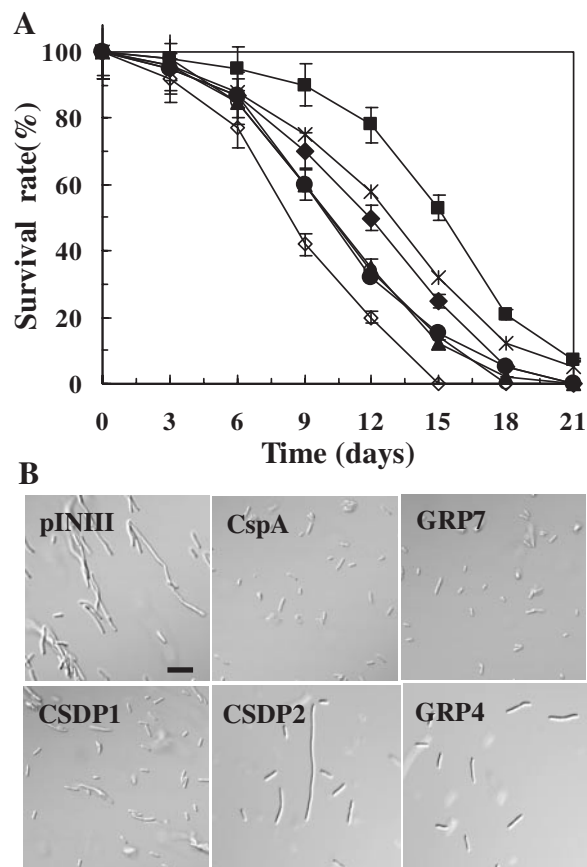 A
Survival rate(%)
100
80
60
40
20
0
0 3 6 9 12 15 18 21
Time (days)
B
pINIII CspA GRP7
CSDP1 CSDP2 GRP4